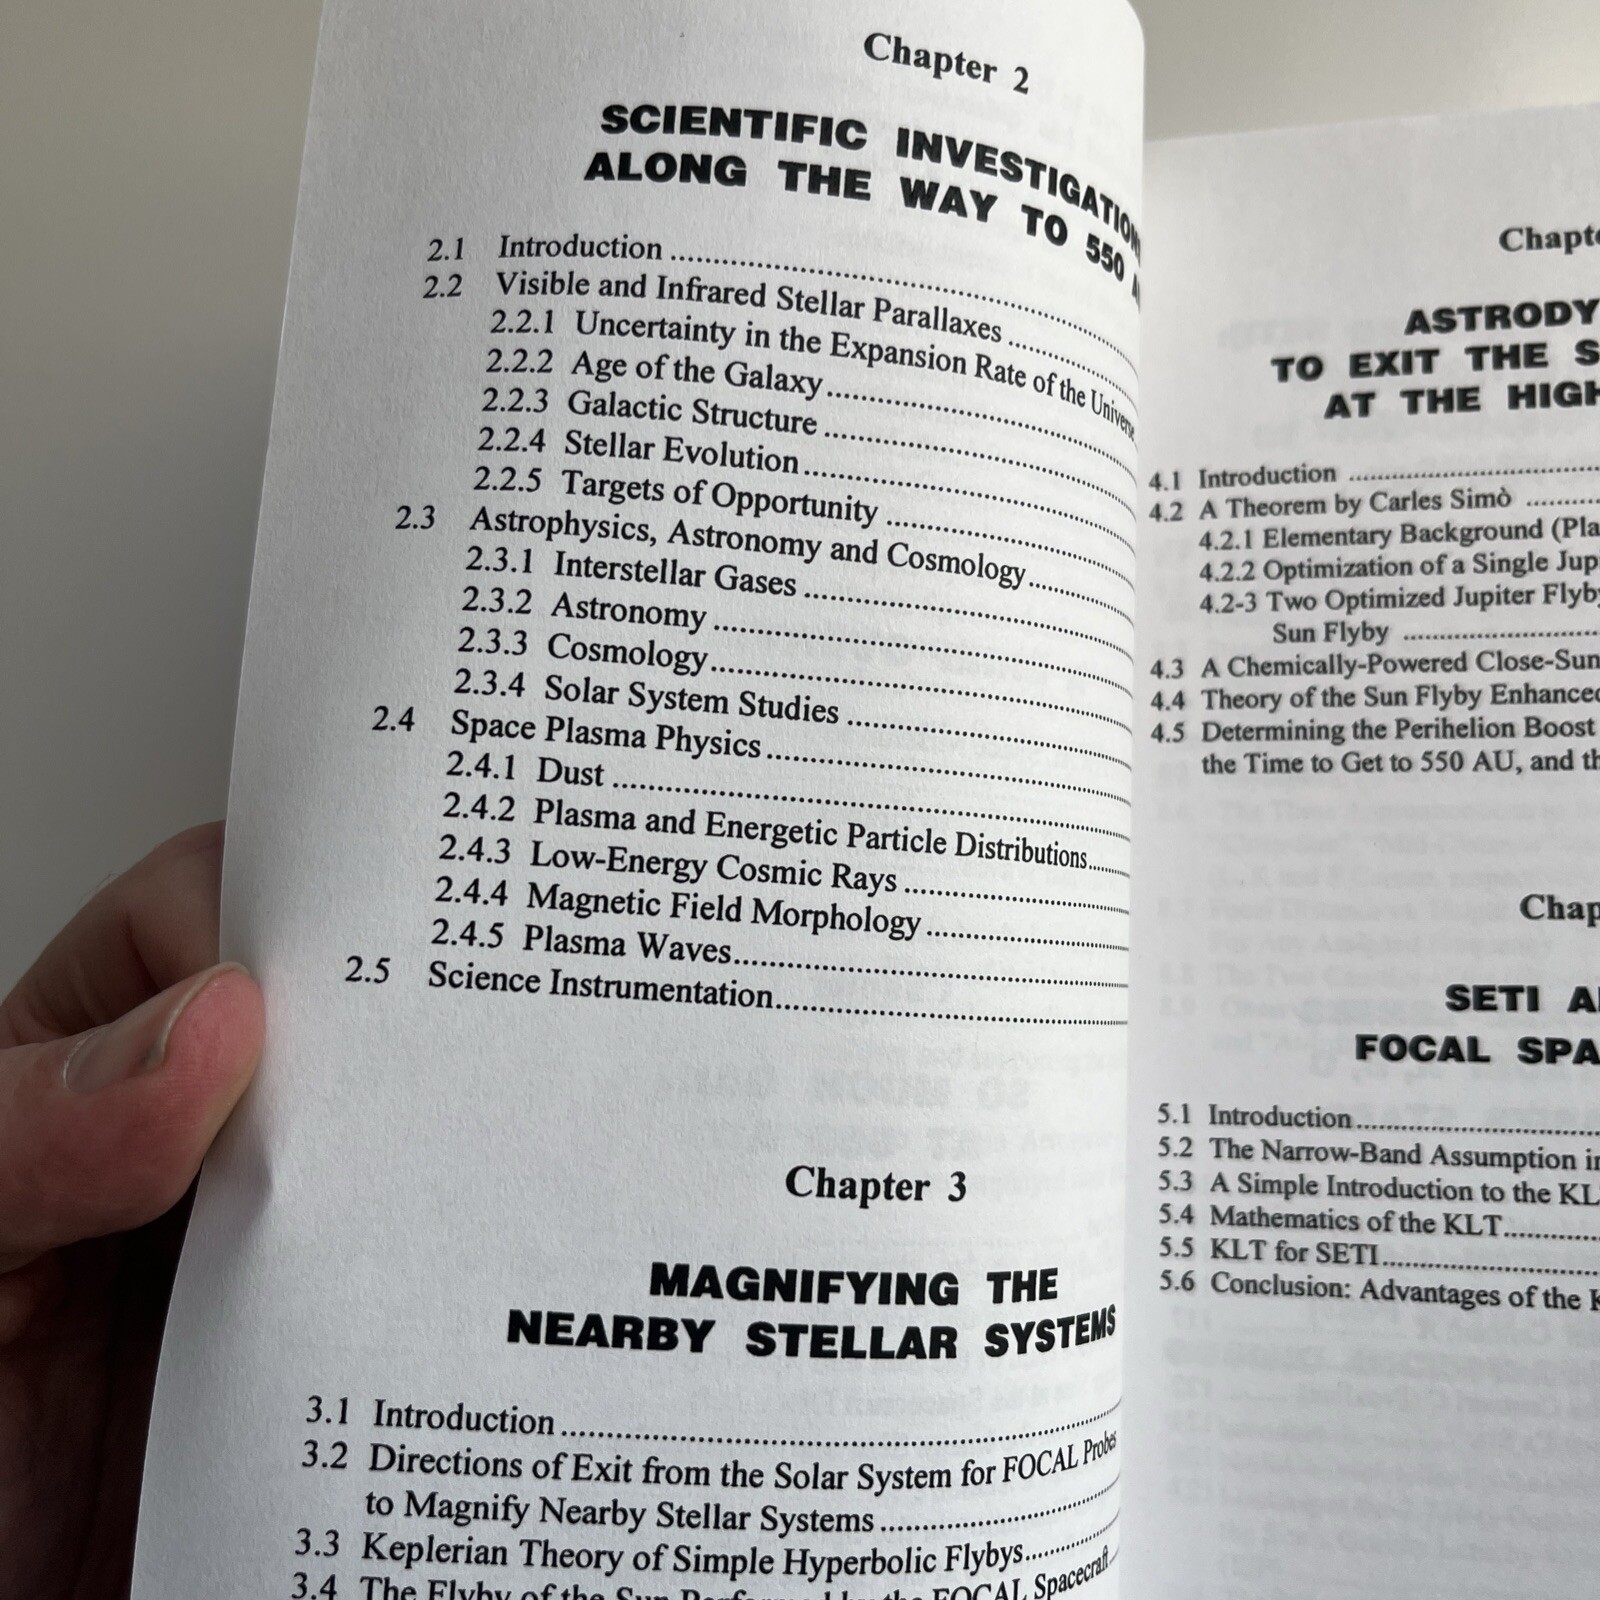 Chapter 2
SCIENTIFIC INVESTIGATION
ALONG THE WAY TO 550
2.1 Introduction
2.2 Visible and Infrared Stellar Parallaxes
2.2.1 Uncertainty in the Expansion Rate of the Universe
2.2.2 Age of the Galaxy
2.2.3 Galactic Structure
2.2.4 Stellar Evolution
2.2.5 Targets of Opportunity
2.3 Astrophysics, Astronomy and Cosmology
2.3.1 Interstellar Gases
2.3.2 Astronomy
2.3.3 Cosmology
2.3.4 Solar System Studies
2.4 Space Plasma Physics
2.4.1 Dust
2.4.2 Plasma and Energetic Particle Distributions
2.4.3 Low-Energy Cosmic Rays
2.4.4 Magnetic Field Morphology
2.4.5 Plasma Waves
2.5 Science Instrumentation
Chapter 3
MAGNIFYING THE
NEARBY STELLAR SYSTEMS
3.1 Introduction
3.2 Directions of Exit from the Solar System for FOCAL Probes
to Magnify Nearby Stellar Systems
3.3 Keplerian Theory of Simple Hyperbolic Flybys
3.4 The Flyby of the Sun Performed by the FOCAL Spacecraft
Chapte
ASTRODY
TO EXIT THE S
AT THE HIGH
4.1 Introduction
4.2 A Theorem by Carles Simò
4.2.1 Elementary Background (Pla
4.2.2 Optimization of a Single Jup
4.2-3 Two Optimized Jupiter Flyby
Sun Flyby
4.3 A Chemically-Powered Close-Sun
4.4 Theory of the Sun Flyby Enhanced
4.5 Determining the Perihelion Boost
the Time to Get to 550 AU, and th
Chap
SETI A
FOCAL SPA
5.1 Introduction
5.2 The Narrow-Band Assumption in
5.3 A Simple Introduction to the KL
5.4 Mathematics of the KLT
5.5 KLT for SETI
5.6 Conclusion: Advantages of the K